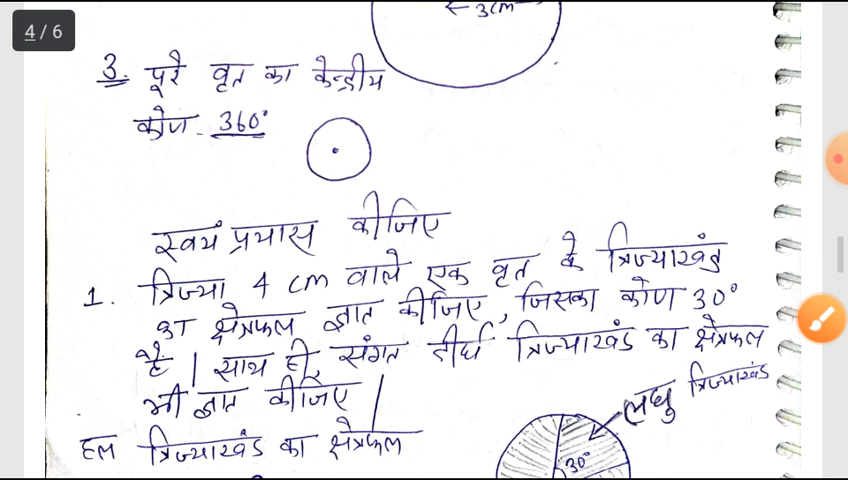 4 / 6
← 3cm
3. पूरे वृत का केन्द्रीय
कोण - 360°
स्वयं प्रयास कीजिए
1. त्रिज्या 4 cm वाले एक वृत के त्रिज्याखंड
का क्षेत्रफल ज्ञात कीजिए, जिसका कोण 30°
है | साथ ही, संगत दीर्घ त्रिज्याखंड का क्षेत्रफल
भी ज्ञात कीजिए |
लघु त्रिज्याखंड
हल त्रिज्याखंड का क्षेत्रफल
30°